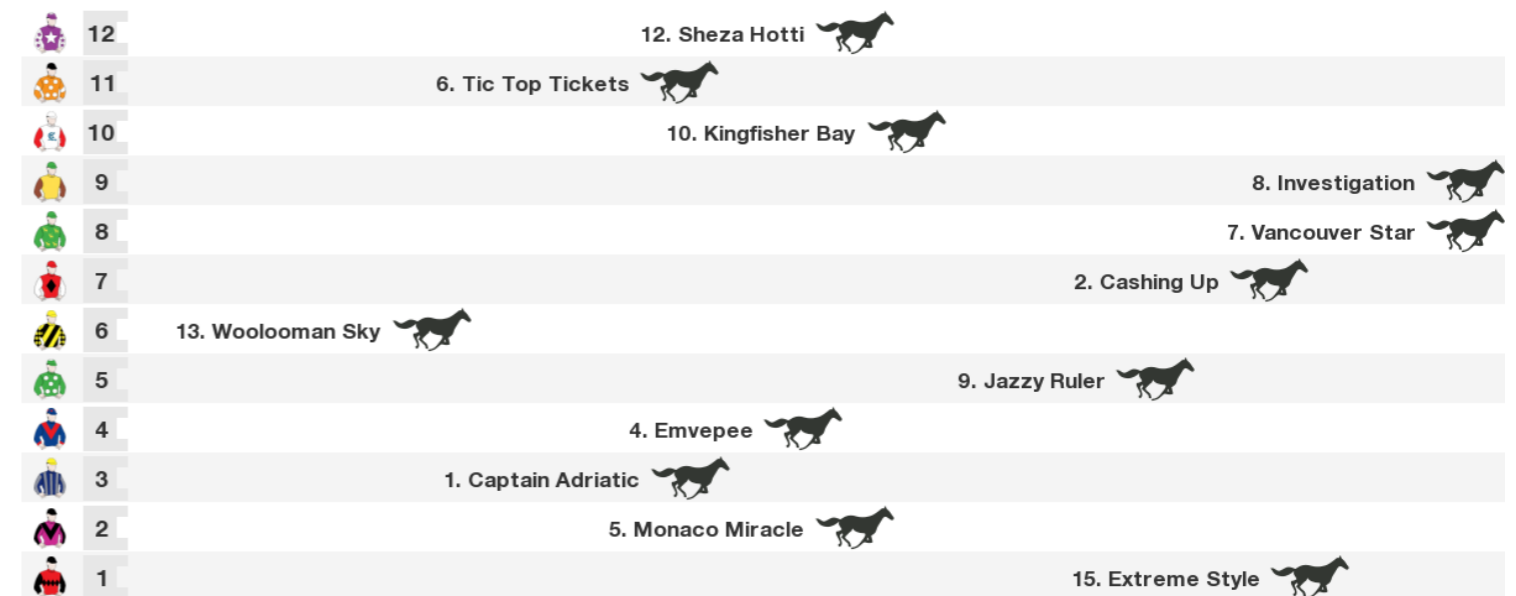 12 12. Sheza Hotti
11 6. Tic Top Tickets
10 10. Kingfisher Bay
9 8. Investigation
8 7. Vancouver Star
7 2. Cashing Up
6 13. Woolooman Sky
5 9. Jazzy Ruler
4 4. Emvepee
3 1. Captain Adriatic
2 5. Monaco Miracle
1 15. Extreme Style